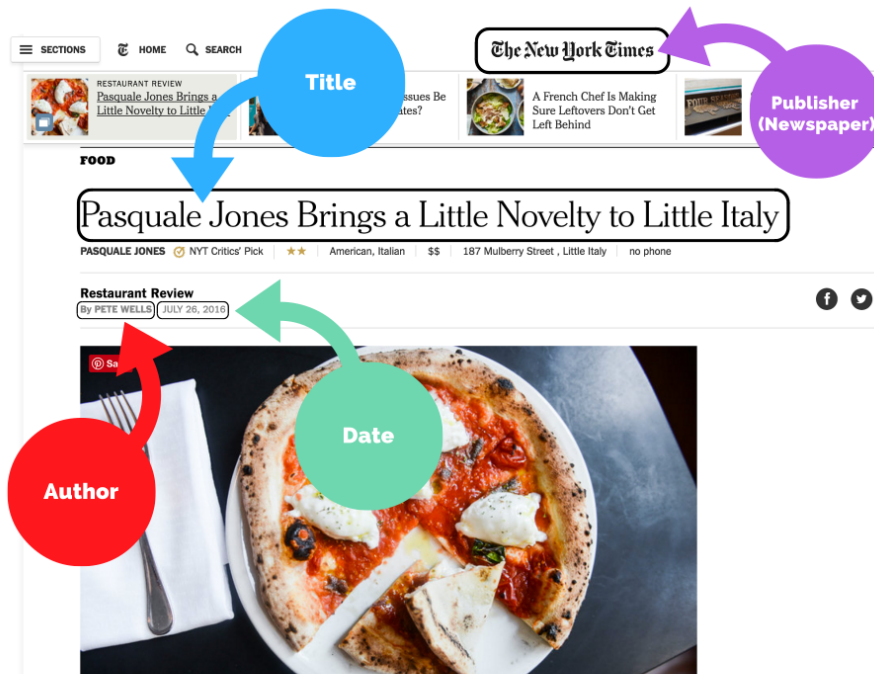 SECTIONS HOME SEARCH
The New York Times
Title
Publisher
(Newspaper)
RESTAURANT REVIEW
Pasquale Jones Brings a
Little Novelty to Little
ssues Be
ates?
A French Chef Is Making
Sure Leftovers Don't Get
Left Behind
FOOD
Pasquale Jones Brings a Little Novelty to Little Italy
PASQUALE JONES NYT Critics' Pick ★★ American, Italian $$ 187 Mulberry Street , Little Italy no phone
Restaurant Review
By PETE WELLS JULY 26, 2016
Sa
Date
Author